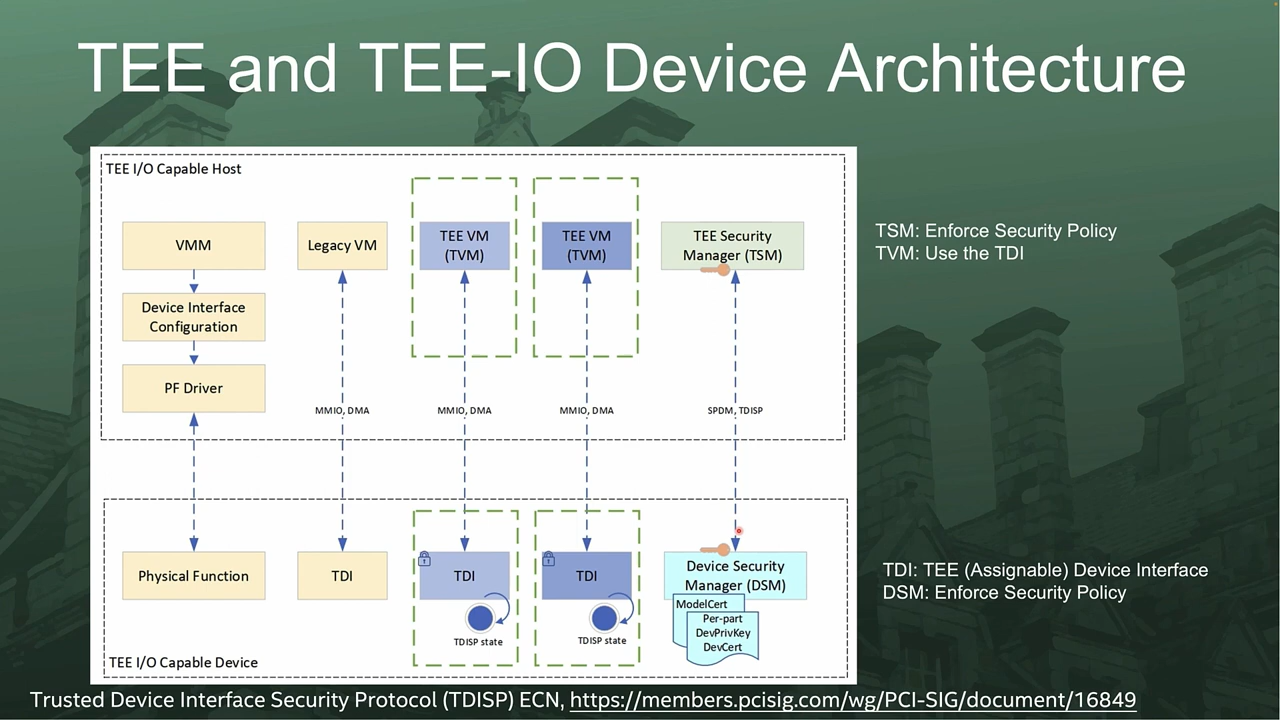 TEE and TEE-IO Device Architecture
TEE I/O Capable Host
VMM
Device Interface
Configuration
PF Driver
Legacy VM
TEE VM
(TVM)
TEE VM
(TVM)
TEE Security
Manager (TSM)
MMIO, DMA
MMIO, DMA
MMIO, DMA
SPDM, TDISP
TSM: Enforce Security Policy
TVM: Use the TDI
Physical Function
TDI
TDI
TDISP state
TDI
TDISP state
Device Security
Manager (DSM)
ModelCert
Per-part
DevPrivKey
DevCert
TEE I/O Capable Device
TDI: TEE (Assignable) Device Interface
DSM: Enforce Security Policy
Trusted Device Interface Security Protocol (TDISP) ECN, https://members.pcisig.com/wg/PCI-SIG/document/16849